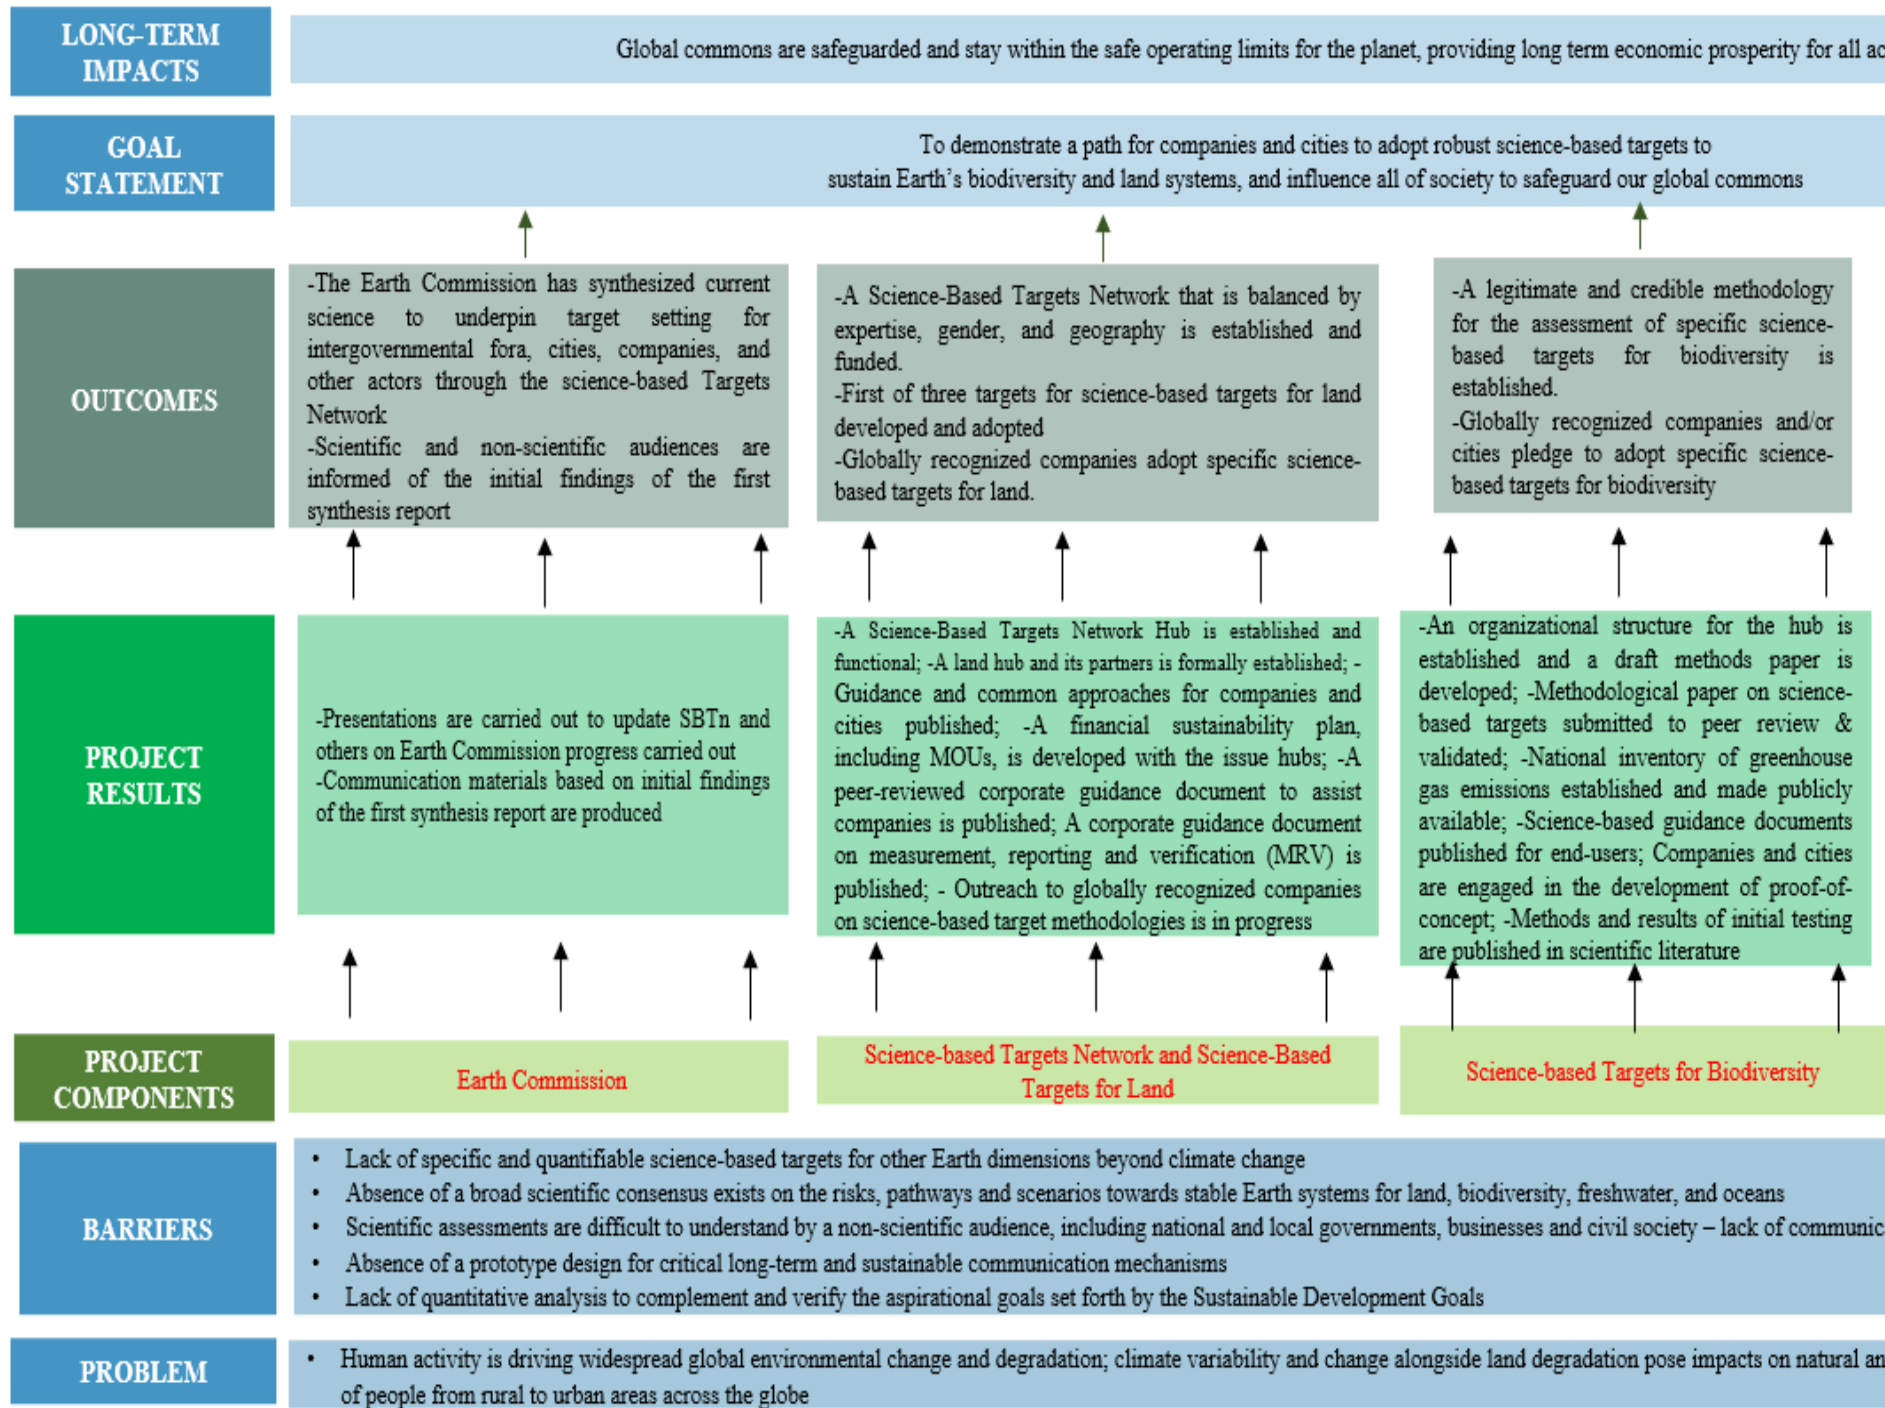 LONG-TERM
IMPACTS
Global commons are safeguarded and stay within the safe operating limits for the planet, providing long term economic prosperity for all ac
GOAL
STATEMENT
To demonstrate a path for companies and cities to adopt robust science-based targets to
sustain Earth's biodiversity and land systems, and influence all of society to safeguard our global commons
OUTCOMES
-The Earth Commission has synthesized current
science to underpin target setting for
intergovernmental fora, cities, companies, and
other actors through the science-based Targets
Network
-Scientific and non-scientific audiences are
informed of the initial findings of the first
synthesis report
-A Science-Based Targets Network that is balanced by
expertise, gender, and geography is established and
funded.
-First of three targets for science-based targets for land
developed and adopted
-Globally recognized companies adopt specific science-
based targets for land.
-A legitimate and credible methodology
for the assessment of specific science-
based targets for biodiversity is
established.
-Globally recognized companies and/or
cities pledge to adopt specific science-
based targets for biodiversity
PROJECT
RESULTS
-Presentations are carried out to update SBTn and
others on Earth Commission progress carried out
-Communication materials based on initial findings
of the first synthesis report are produced
-A Science-Based Targets Network Hub is established and
functional; -A land hub and its partners is formally established; -
Guidance and common approaches for companies and
cities published; -A financial sustainability plan,
including MOUs, is developed with the issue hubs; -A
peer-reviewed corporate guidance document to assist
companies is published; A corporate guidance document
on measurement, reporting and verification (MRV) is
published; - Outreach to globally recognized companies
on science-based target methodologies is in progress
-An organizational structure for the hub is
established and a draft methods paper is
developed; -Methodological paper on science-
based targets submitted to peer review &
validated; -National inventory of greenhouse
gas emissions established and made publicly
available; -Science-based guidance documents
published for end-users; Companies and cities
are engaged in the development of proof-of-
concept; -Methods and results of initial testing
are published in scientific literature
PROJECT
COMPONENTS
Earth Commission
Science-based Targets Network and Science-Based
Targets for Land
Science-based Targets for Biodiversity
BARRIERS
• Lack of specific and quantifiable science-based targets for other Earth dimensions beyond climate change
• Absence of a broad scientific consensus exists on the risks, pathways and scenarios towards stable Earth systems for land, biodiversity, freshwater, and oceans
• Scientific assessments are difficult to understand by a non-scientific audience, including national and local governments, businesses and civil society – lack of communic
• Absence of a prototype design for critical long-term and sustainable communication mechanisms
• Lack of quantitative analysis to complement and verify the aspirational goals set forth by the Sustainable Development Goals
PROBLEM
• Human activity is driving widespread global environmental change and degradation; climate variability and change alongside land degradation pose impacts on natural an
of people from rural to urban areas across the globe